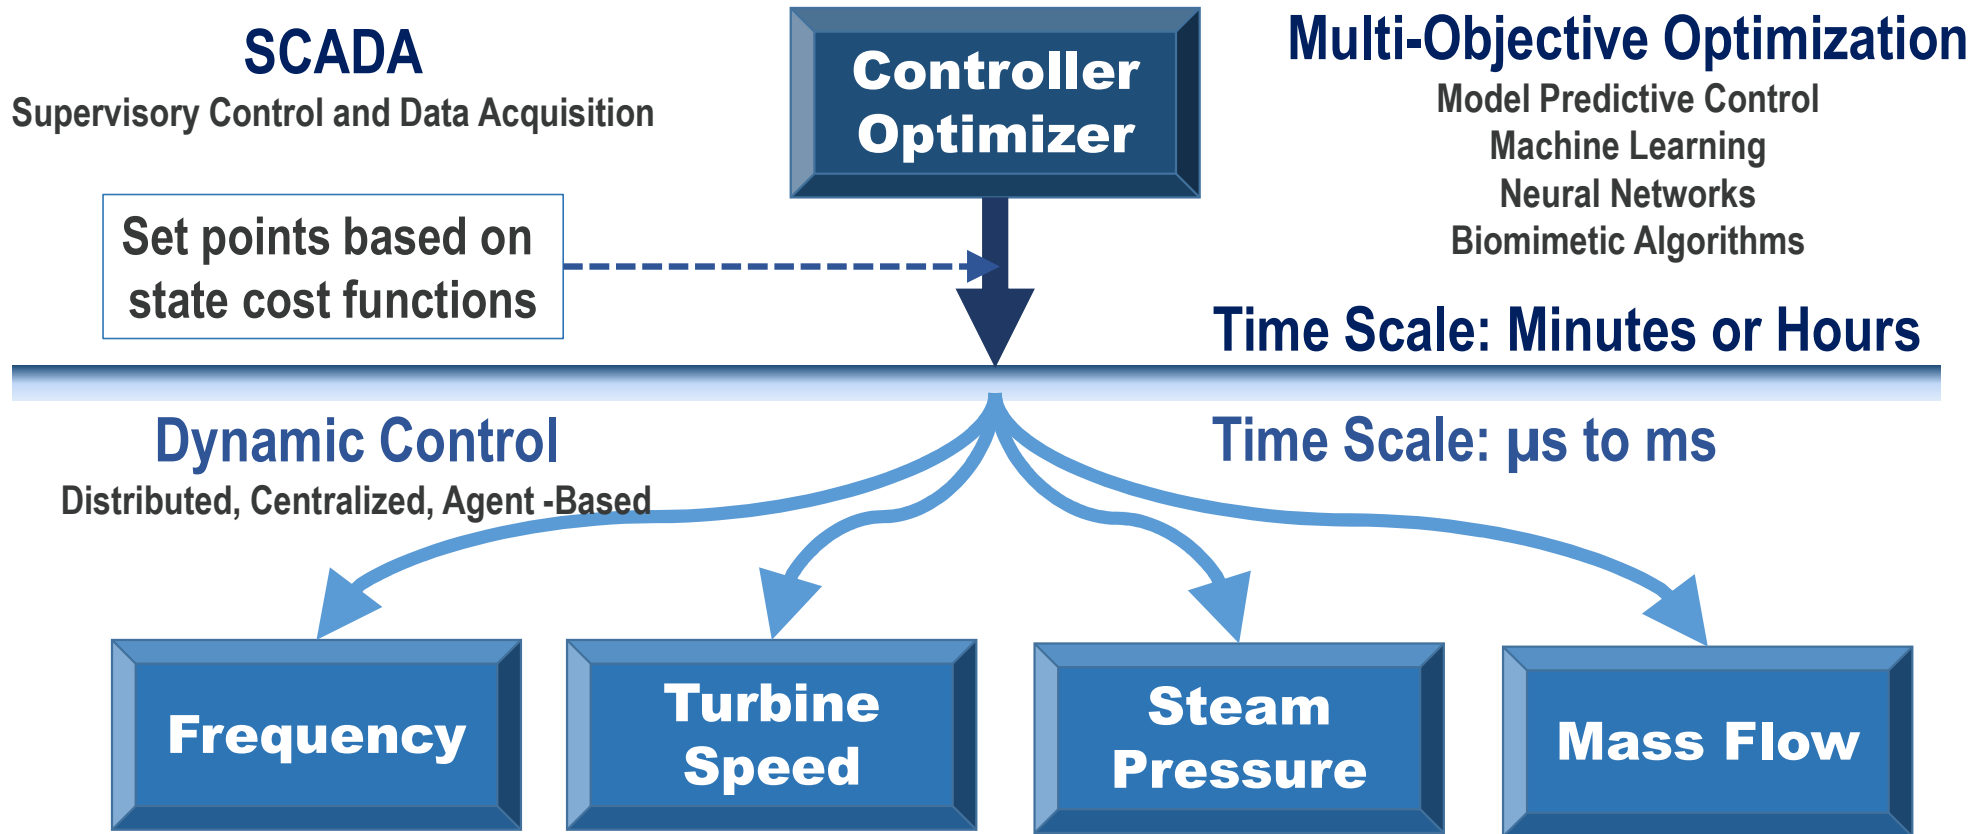 SCADA
Supervisory Control and Data Acquisition
Controller
Optimizer
Multi-Objective Optimization
Model Predictive Control
Machine Learning
Neural Networks
Biomimetic Algorithms
Set points based on
state cost functions
Time Scale: Minutes or Hours
Dynamic Control
Distributed, Centralized, Agent -Based
Time Scale: µs to ms
Frequency
Turbine
Speed
Steam
Pressure
Mass Flow